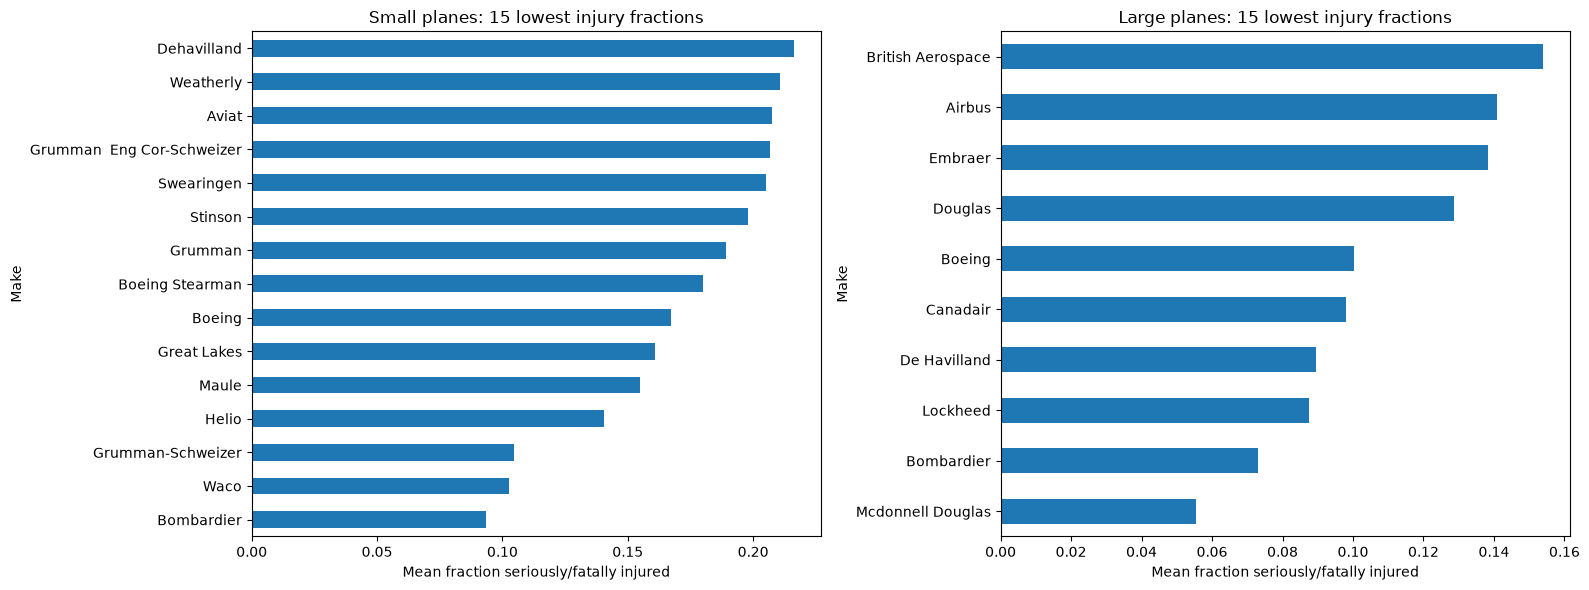 Small planes: 15 lowest injury fractions
Make
Dehavilland
Weatherly
Aviat
Grumman  Eng Cor-Schweizer
Swearingen
Stinson
Grumman
Boeing Stearman
Boeing
Great Lakes
Maule
Helio
Grumman-Schweizer
Waco
Bombardier
0.00 0.05 0.10 0.15 0.20
Mean fraction seriously/fatally injured
Large planes: 15 lowest injury fractions
Make
British Aerospace
Airbus
Embraer
Douglas
Boeing
Canadair
De Havilland
Lockheed
Bombardier
Mcdonnell Douglas
0.00 0.02 0.04 0.06 0.08 0.10 0.12 0.14 0.16
Mean fraction seriously/fatally injured